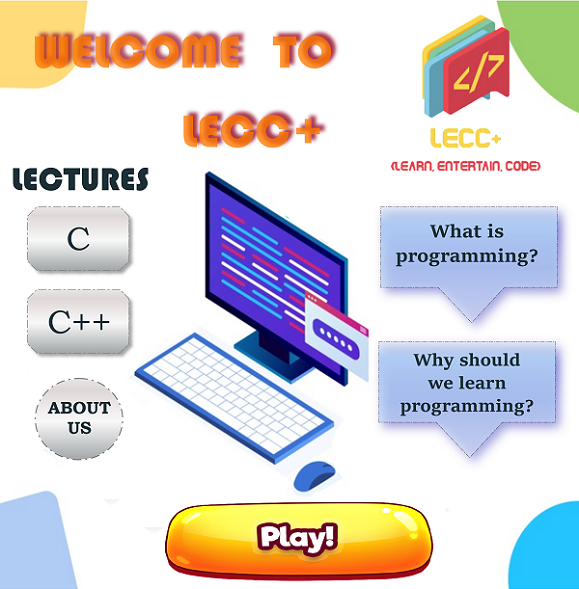 WELCOME TO
LECC+
</>
LECC+
(LEARN, ENTERTAIN, CODE)
LECTURES
C
C++
ABOUT
US
What is
programming?
Why should
we learn
programming?
Play!